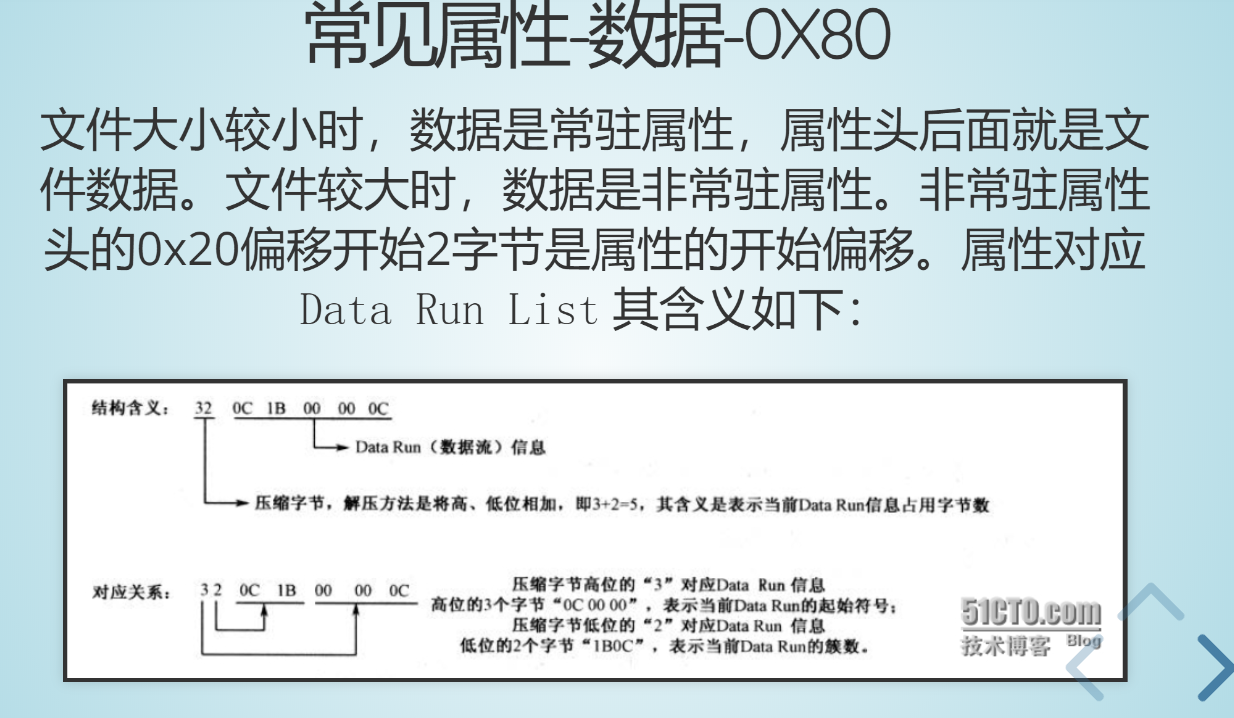 常见属性-数据-0X80
文件大小较小时，数据是常驻属性，属性头后面就是文
件数据。文件较大时，数据是非常驻属性。非常驻属性
头的0x20偏移开始2字节是属性的开始偏移。属性对应
Data Run List 其含义如下：
结构含义： 32 0C 1B 00 00 0C
Data Run（数据流）信息
压缩字节，解压方法是将高、低位相加，即3+2=5，其含义是表示当前Data Run信息占用字节数
对应关系： 3 2 0C 1B 00 00 0C
压缩字节高位的“3”对应Data Run 信息
高位的3个字节“0C 00 00”，表示当前Data Run的起始符号；
压缩字节低位的“2”对应Data Run 信息
低位的2个字节“1B0C”，表示当前Data Run的簇数。
51CTO.com
技术博客 Blog